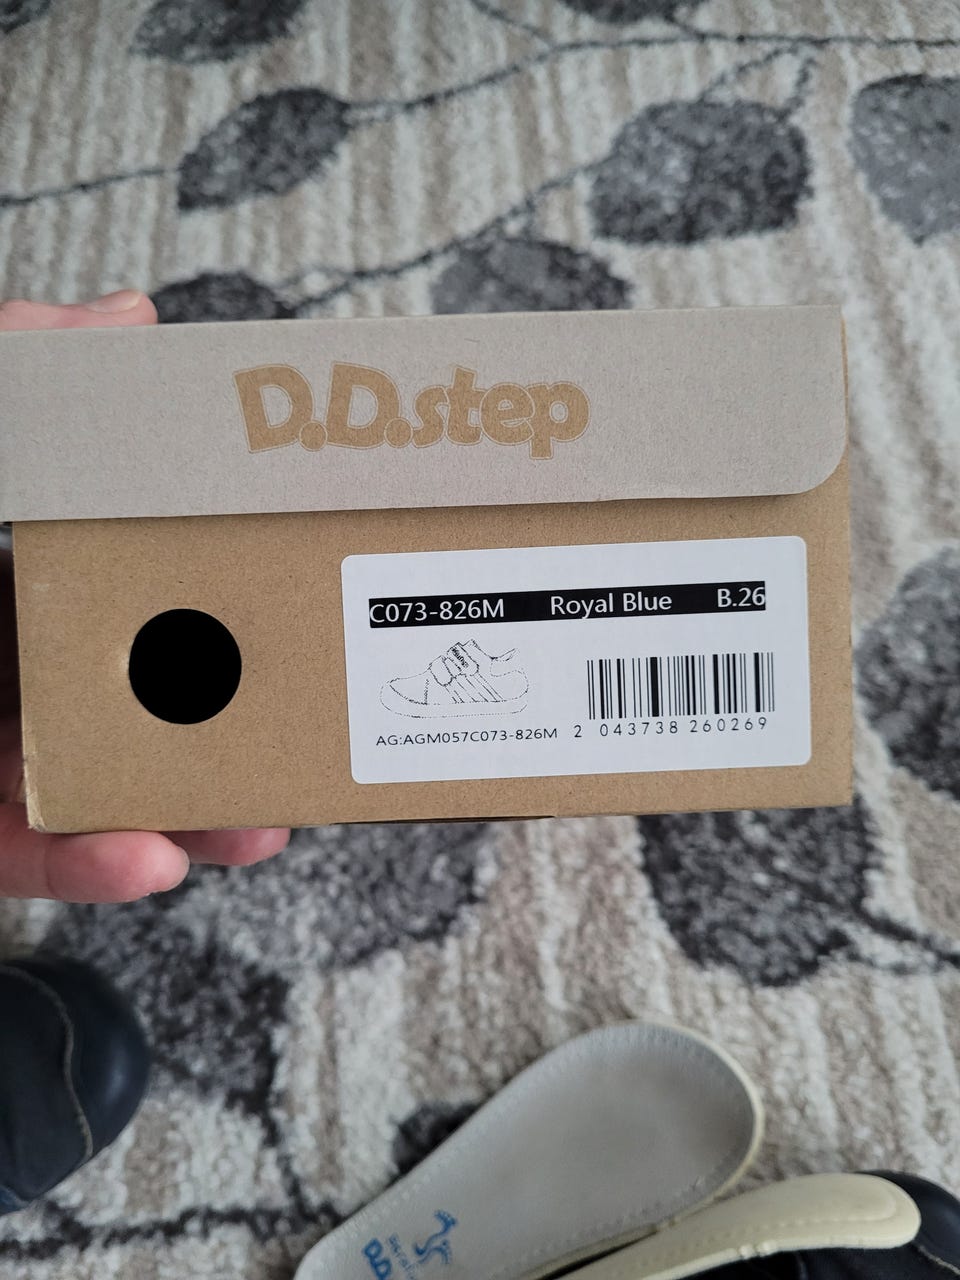 D.D.step
C073-826M Royal Blue B.26
AG:AGM057C073-826M
2 043738 260269
D.D.